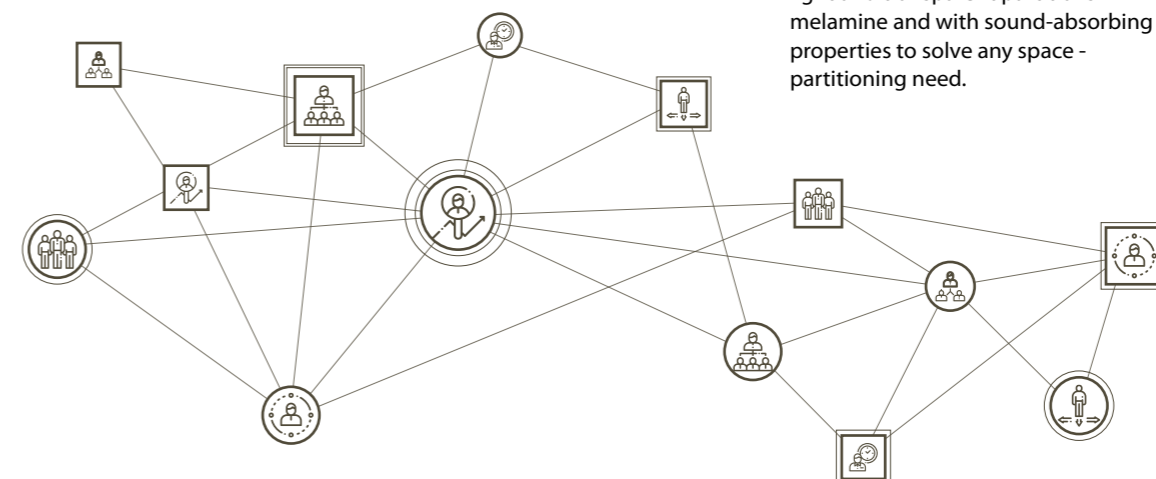 melamine and with sound-absorbing
properties to solve any space -
partitioning need.